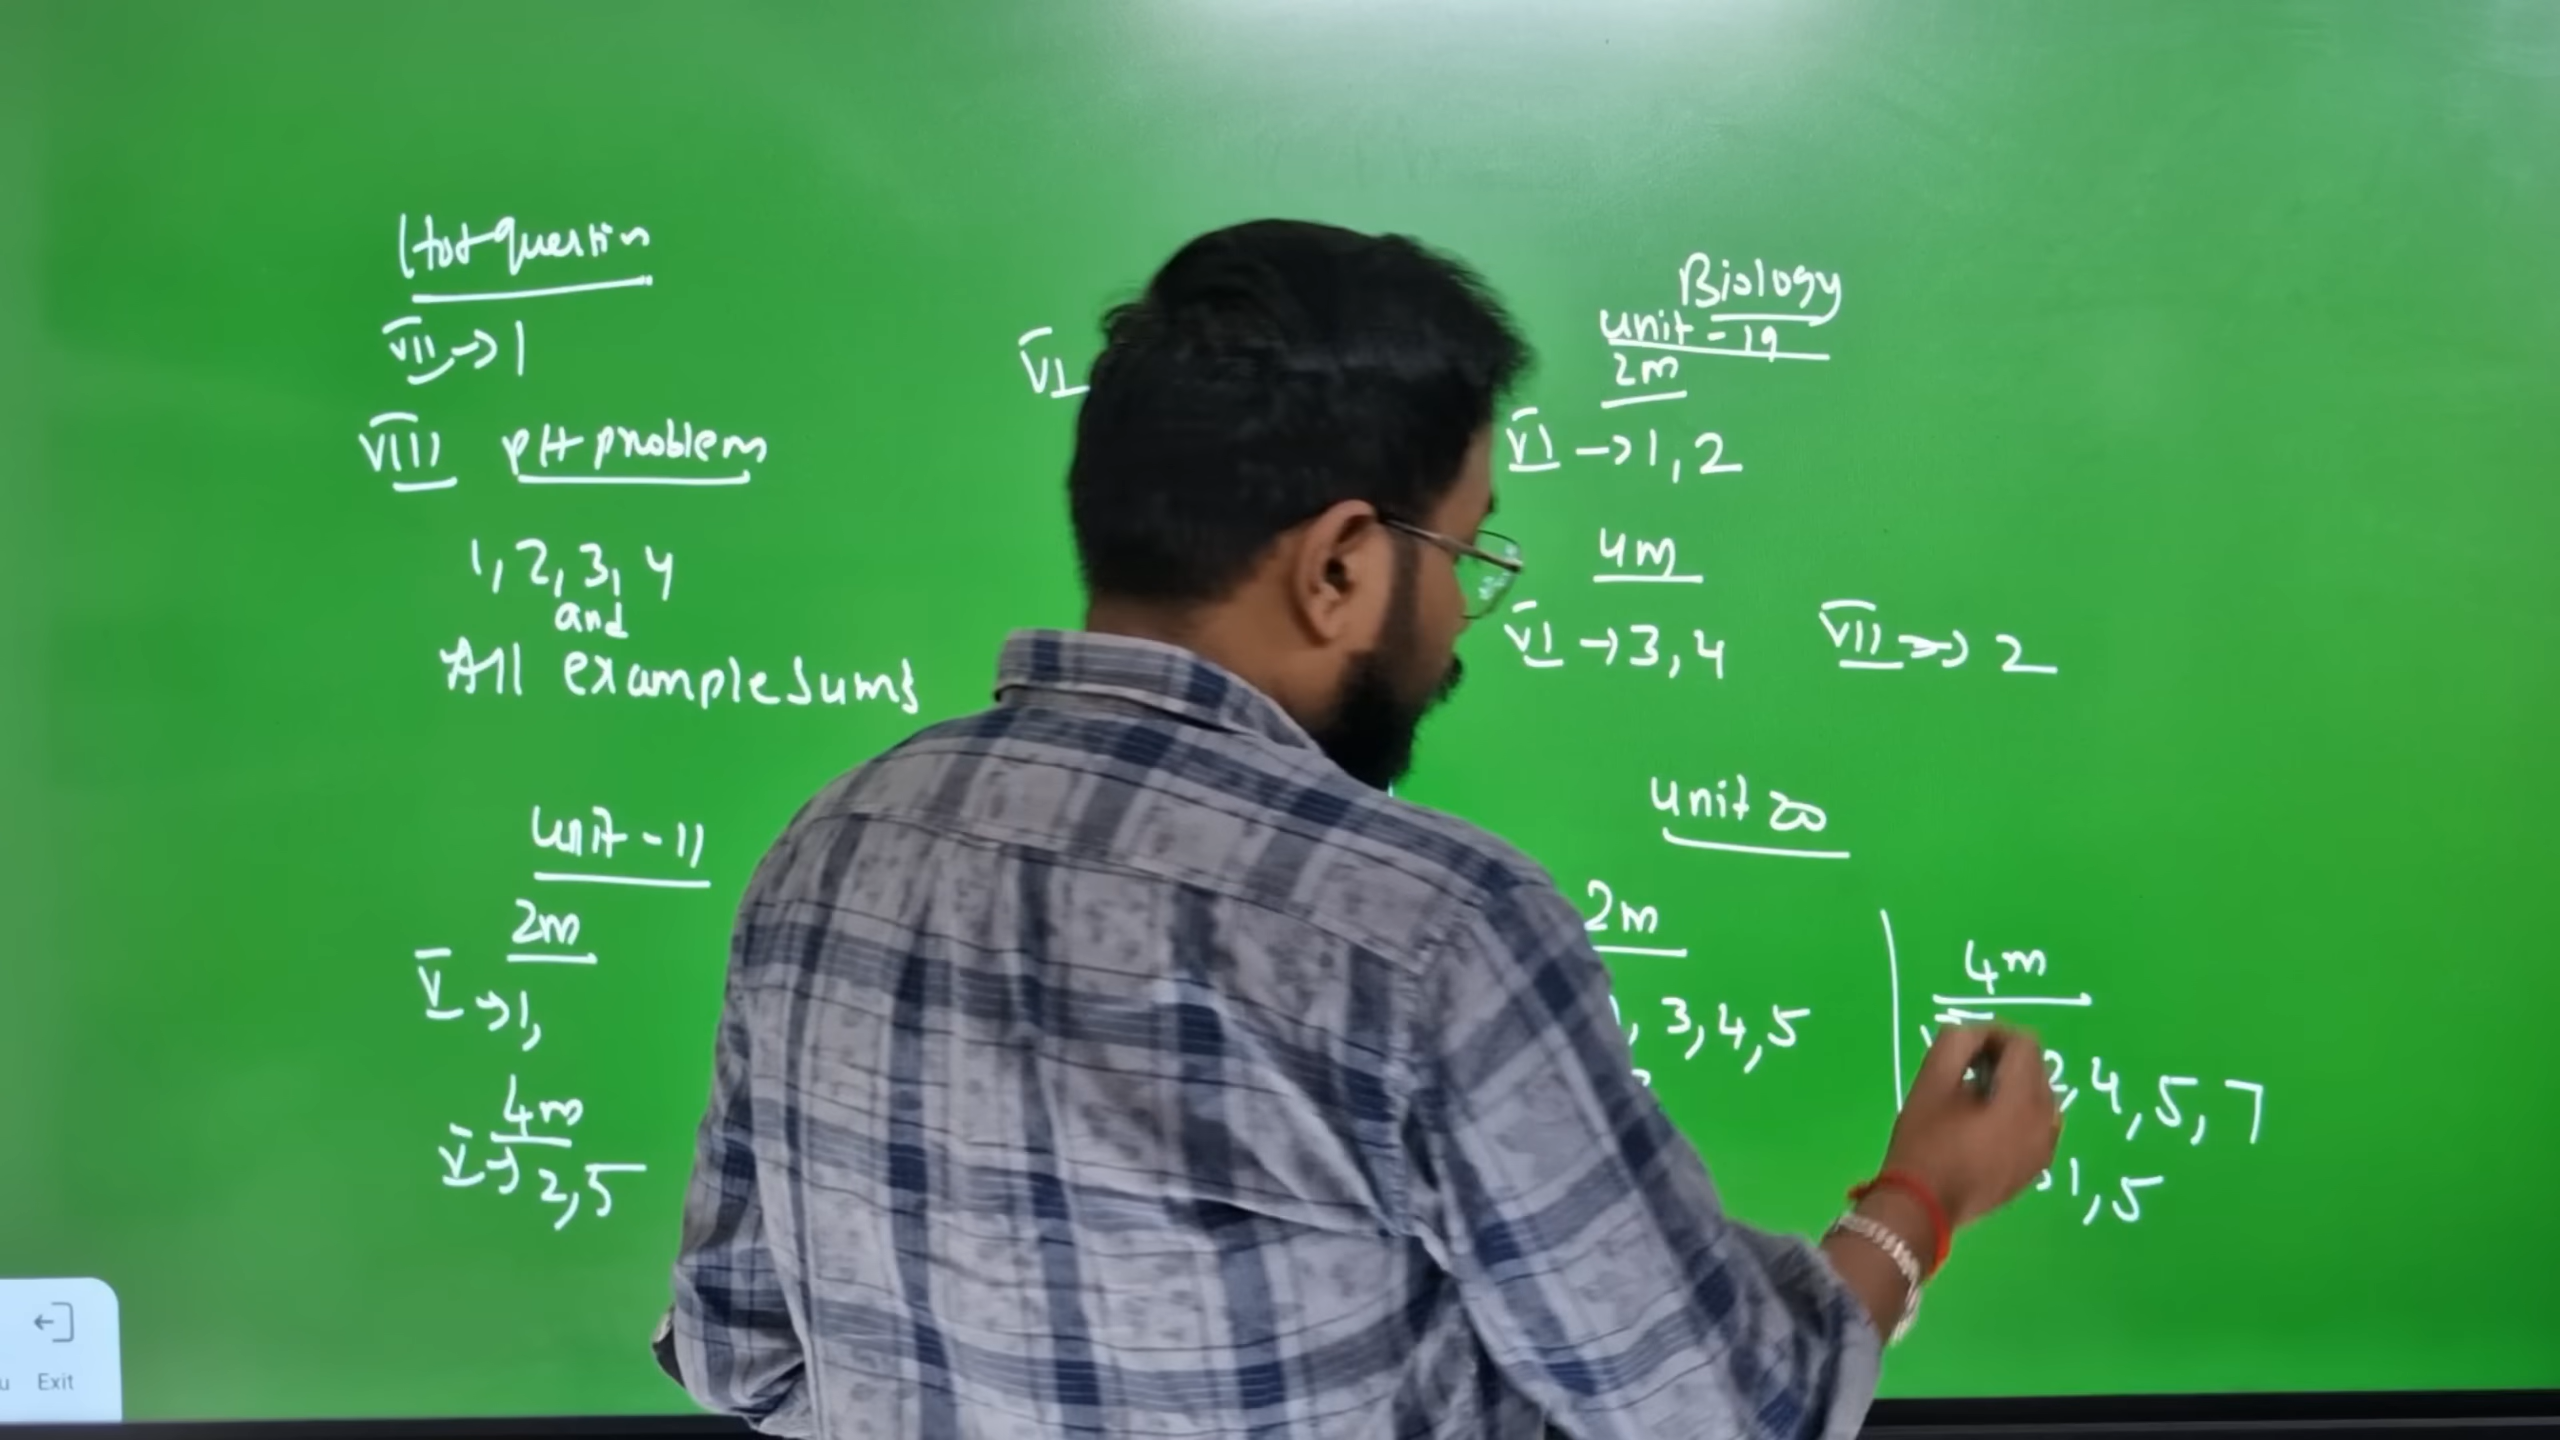 Hot question
VII → 1
VIII pH problem
1, 2, 3, 4
and
All example sums
unit - 11
2m
V → 1,
4m
V → 2, 5
VI
Biology
unit - 19
2m
VI → 1, 2
4m
VI → 3, 4 VII → 2
unit 20
2m
, 3, 4, 5
4m
2, 4, 5, 7
1, 5
Exit